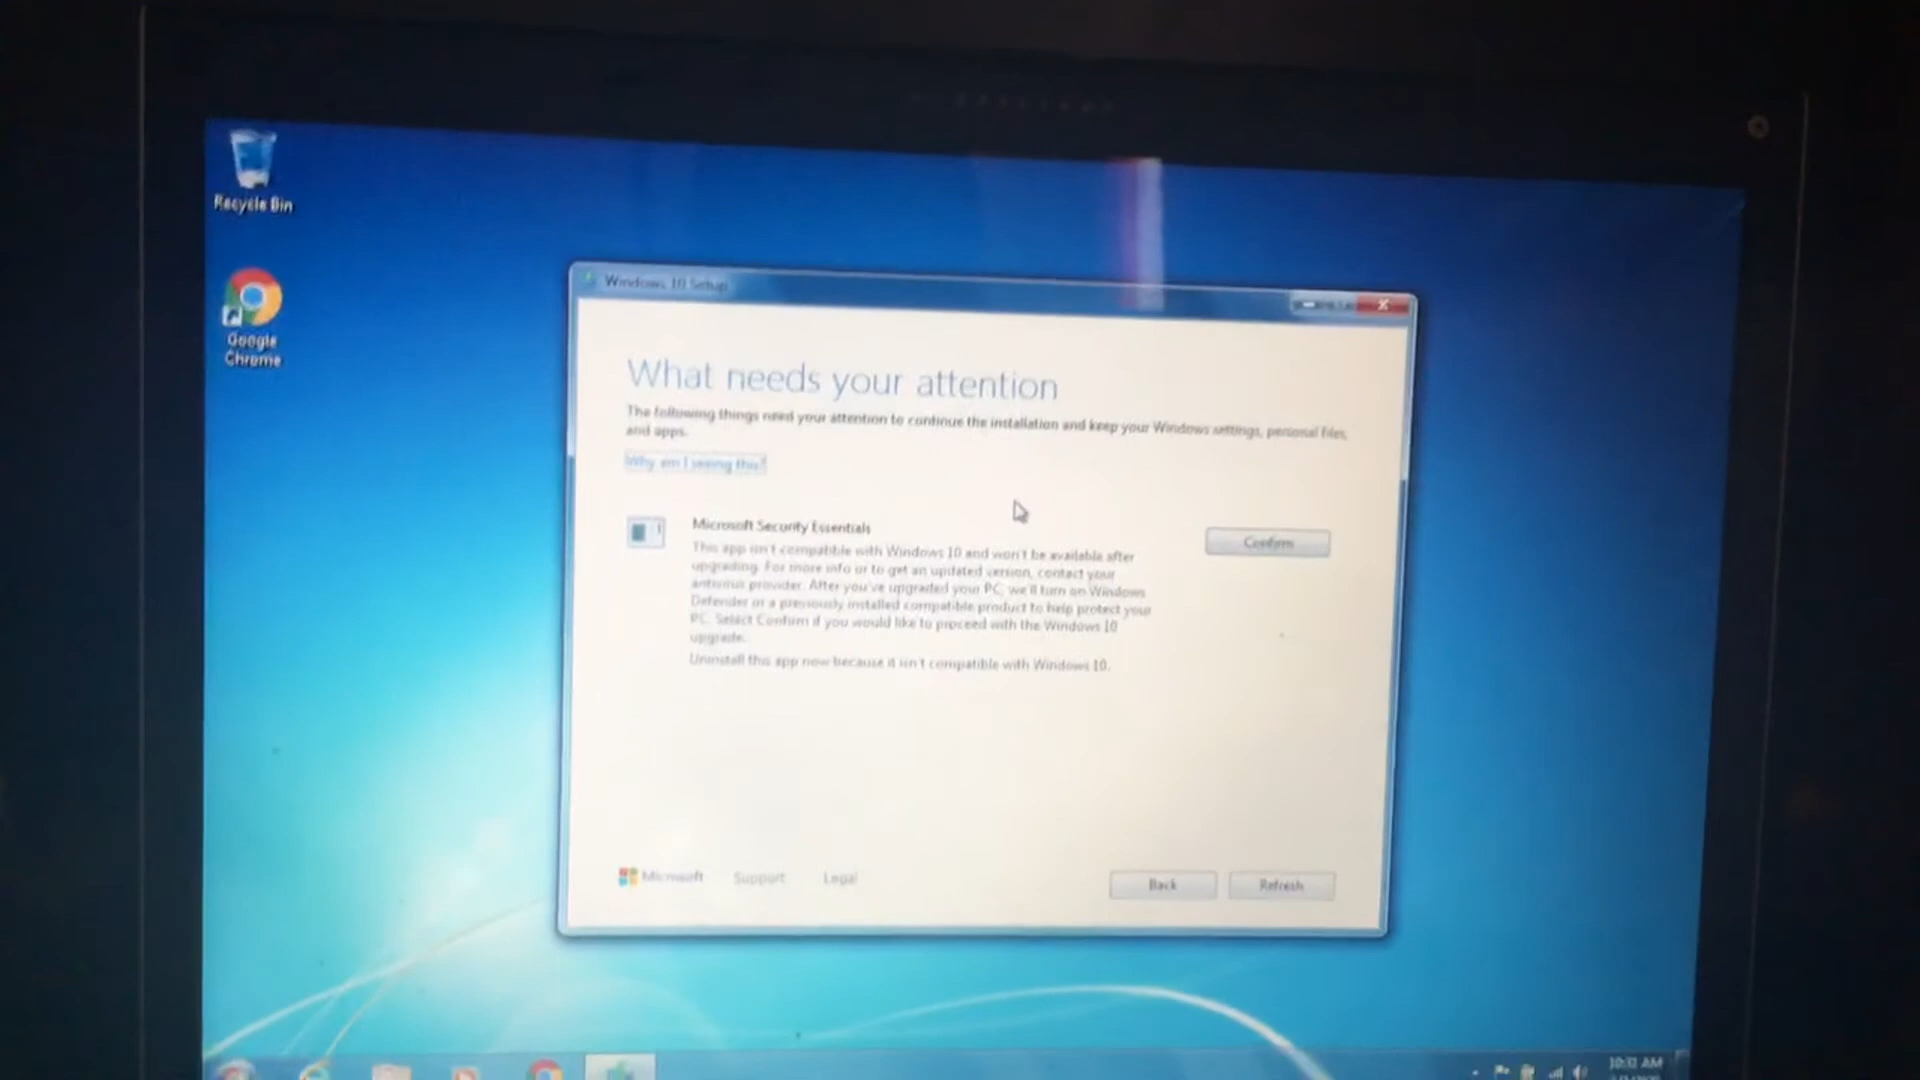 Recycle Bin
Google
Chrome
Windows 10 Setup
What needs your attention
The following things need your attention to continue the installation and keep your Windows settings, personal files,
and apps.
Why am I seeing this?
Microsoft Security Essentials
This app isn't compatible with Windows 10 and won't be available after
upgrading. For more info or to get an updated version, contact your
antivirus provider. After you've upgraded your PC, we'll turn on Windows
Defender or a previously installed compatible product to help protect your
PC. Select Confirm if you would like to proceed with the Windows 10
upgrade.
Uninstall this app now because it isn't compatible with Windows 10.
Confirm
Microsoft
Support
Legal
Back
Refresh
AM